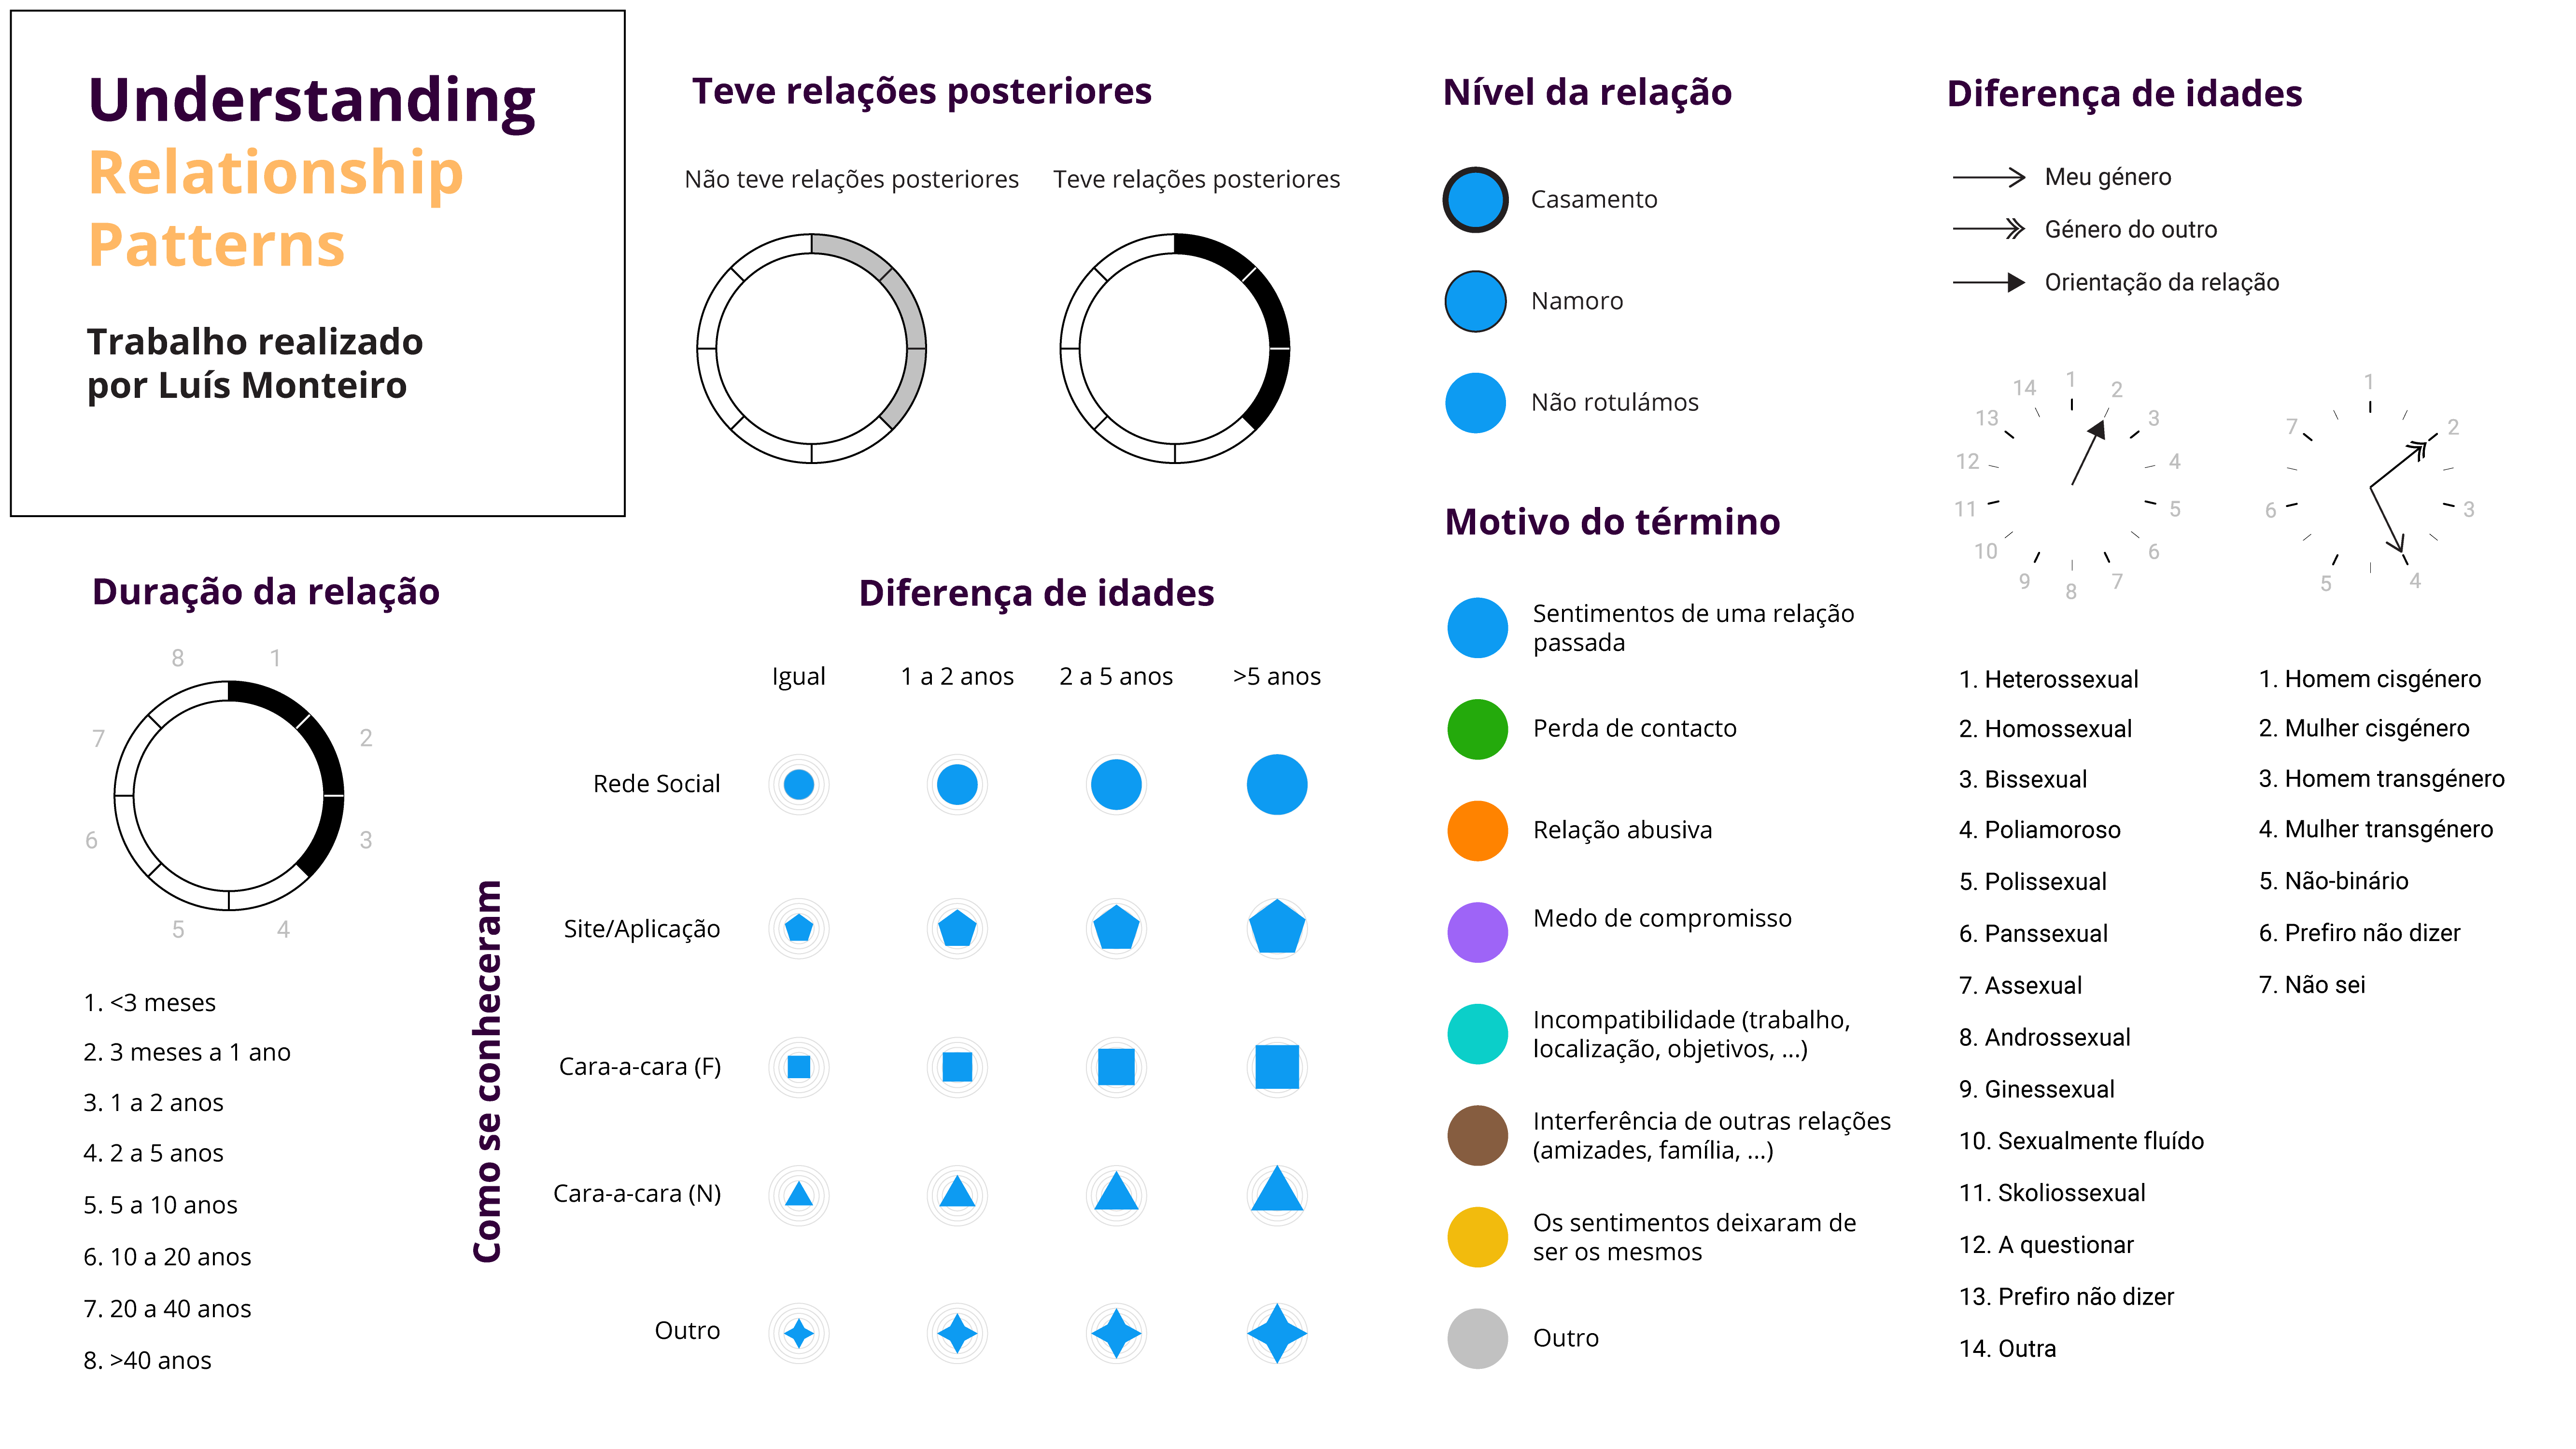 Understanding
Relationship
Patterns
Trabalho realizado
por Luís Monteiro
Teve relações posteriores
Não teve relações posteriores
Teve relações posteriores
Nível da relação
Casamento
Namoro
Não rotulámos
Diferença de idades
Meu género
Género do outro
Orientação da relação
1
2
3
4
5
6
7
8
9
10
11
12
13
14
1
2
3
4
5
6
7
1. Heterossexual
2. Homossexual
3. Bissexual
4. Poliamoroso
5. Polissexual
6. Panssexual
7. Assexual
8. Androssexual
9. Ginessexual
10. Sexualmente fluído
11. Skoliossexual
12. A questionar
13. Prefiro não dizer
14. Outra
1. Homem cisgénero
2. Mulher cisgénero
3. Homem transgénero
4. Mulher transgénero
5. Não-binário
6. Prefiro não dizer
7. Não sei
Duração da relação
1
2
3
4
5
6
7
8
1. <3 meses
2. 3 meses a 1 ano
3. 1 a 2 anos
4. 2 a 5 anos
5. 5 a 10 anos
6. 10 a 20 anos
7. 20 a 40 anos
8. >40 anos
Diferença de idades
Igual
1 a 2 anos
2 a 5 anos
>5 anos
Como se conheceram
Rede Social
Site/Aplicação
Cara-a-cara (F)
Cara-a-cara (N)
Outro
Motivo do término
Sentimentos de uma relação
passada
Perda de contacto
Relação abusiva
Medo de compromisso
Incompatibilidade (trabalho,
localização, objetivos, ...)
Interferência de outras relações
(amizades, família, ...)
Os sentimentos deixaram de
ser os mesmos
Outro